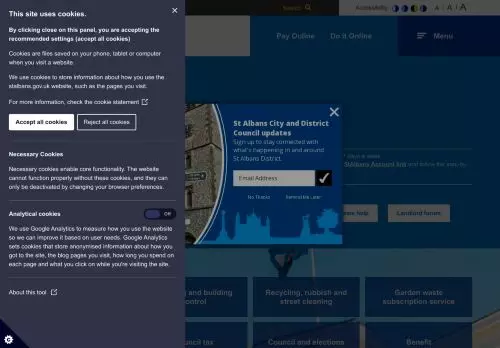 This site uses cookies.
By clicking close on this panel, you are accepting the
recommended settings (accept all cookies)
Cookies are files saved on your phone, tablet or computer
when you visit a website.
We use cookies to store information about how you use the
stalbans.gov.uk website, such as the pages you visit.
For more information, check the cookie statement
Accept all cookies
Reject all cookies
Necessary Cookies
Necessary cookies enable core functionality. The website
cannot function properly without these cookies, and they can
only be deactivated by changing your browser preferences.
Analytical cookies
Off
We use Google Analytics to measure how you use the website
so we can improve it based on user needs. Google Analytics
sets cookies that store anonymised information about how you
got to the site, the blog pages you visit, how long you spend on
each page and what you click on while you're visiting the site.
About this tool
Search
Accessibility
A A A
Pay Online
Do it Online
Menu
St Albans City and District
Council updates
Sign up to stay connected with
what's happening in and around
St Albans District.
Email Address
No Thanks
Remind me later
St Albans Account link and follow the
help
Landlord forum
and building
control
Recycling, rubbish and
street cleaning
Garden waste
subscription service
Council tax
Council and elections
Benefit